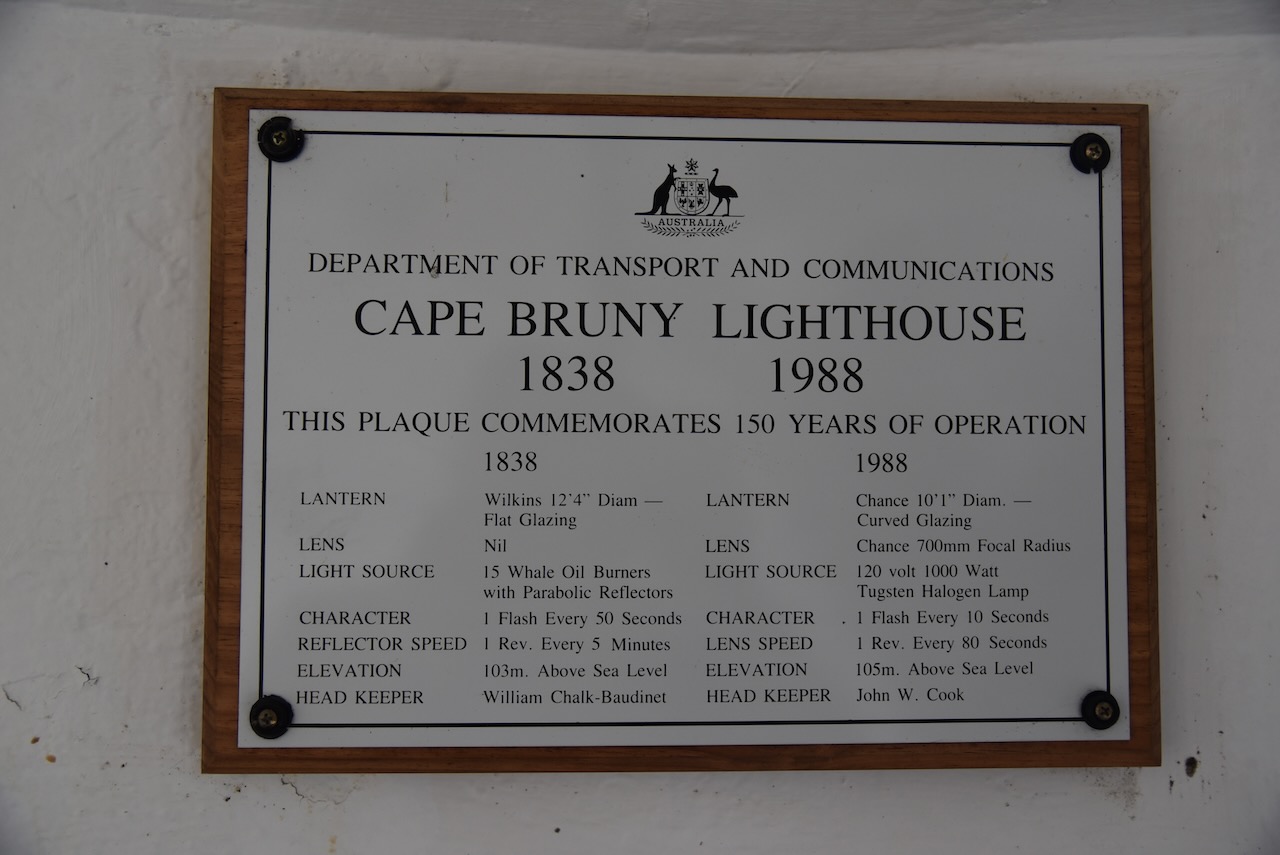 AUSTRALIA
DEPARTMENT OF TRANSPORT AND COMMUNICATIONS
CAPE BRUNY LIGHTHOUSE
1838 1988
THIS PLAQUE COMMEMORATES 150 YEARS OF OPERATION
1838 1988
LANTERN Wilkins 12'4" Diam — LANTERN Chance 10'1" Diam. —
Flat Glazing Curved Glazing
LENS Nil LENS Chance 700mm Focal Radius
LIGHT SOURCE 15 Whale Oil Burners LIGHT SOURCE 120 volt 1000 Watt
with Parabolic Reflectors Tugsten Halogen Lamp
CHARACTER 1 Flash Every 50 Seconds CHARACTER . 1 Flash Every 10 Seconds
REFLECTOR SPEED 1 Rev. Every 5 Minutes LENS SPEED 1 Rev. Every 80 Seconds
ELEVATION 103m. Above Sea Level ELEVATION 105m. Above Sea Level
HEAD KEEPER William Chalk-Baudinet HEAD KEEPER John W. Cook